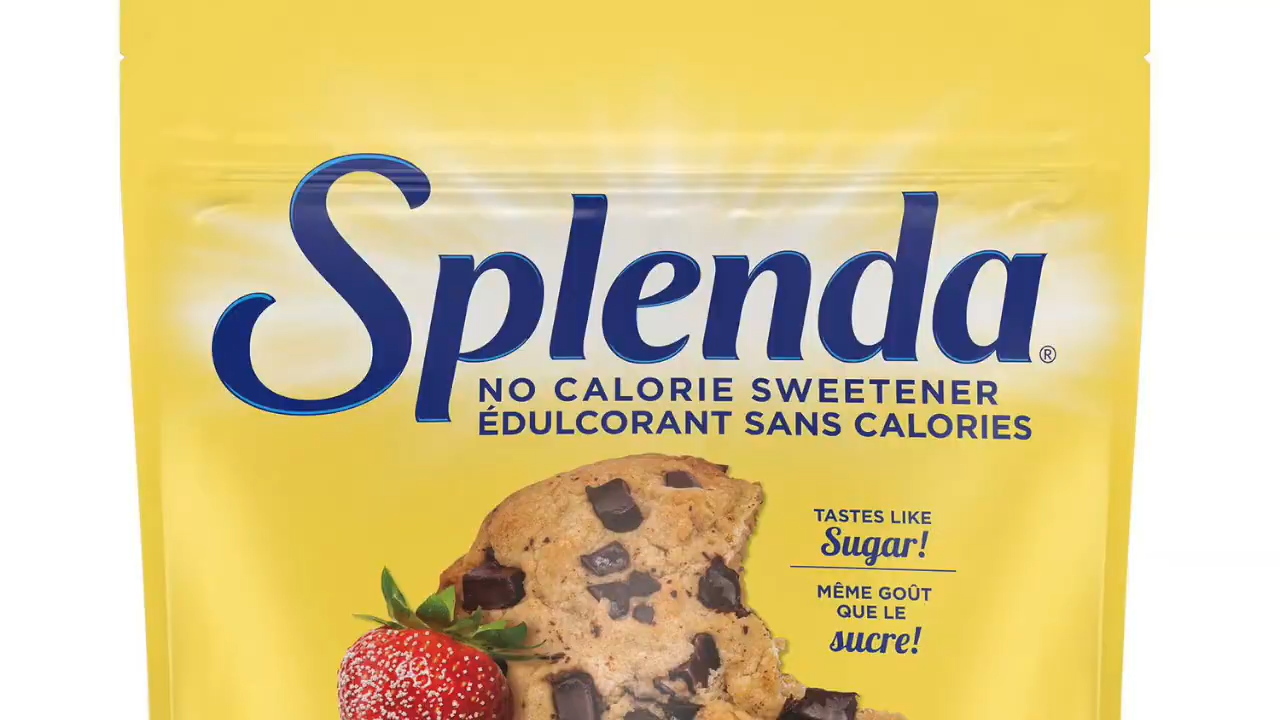 Splenda®
NO CALORIE SWEETENER
ÉDULCORANT SANS CALORIES
TASTES LIKE
Sugar!
MÊME GOÛT
QUE LE
sucre!